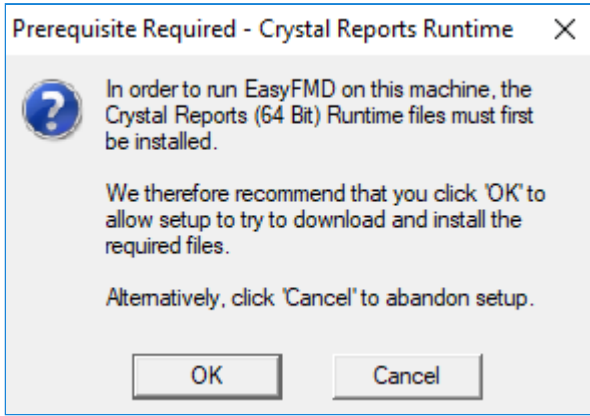 Prerequisite Required - Crystal Reports Runtime
In order to run EasyFMD on this machine, the
Crystal Reports (64 Bit) Runtime files must first
be installed.
We therefore recommend that you click 'OK' to
allow setup to try to download and install the
required files.
Alternatively, click 'Cancel' to abandon setup.
OK
Cancel